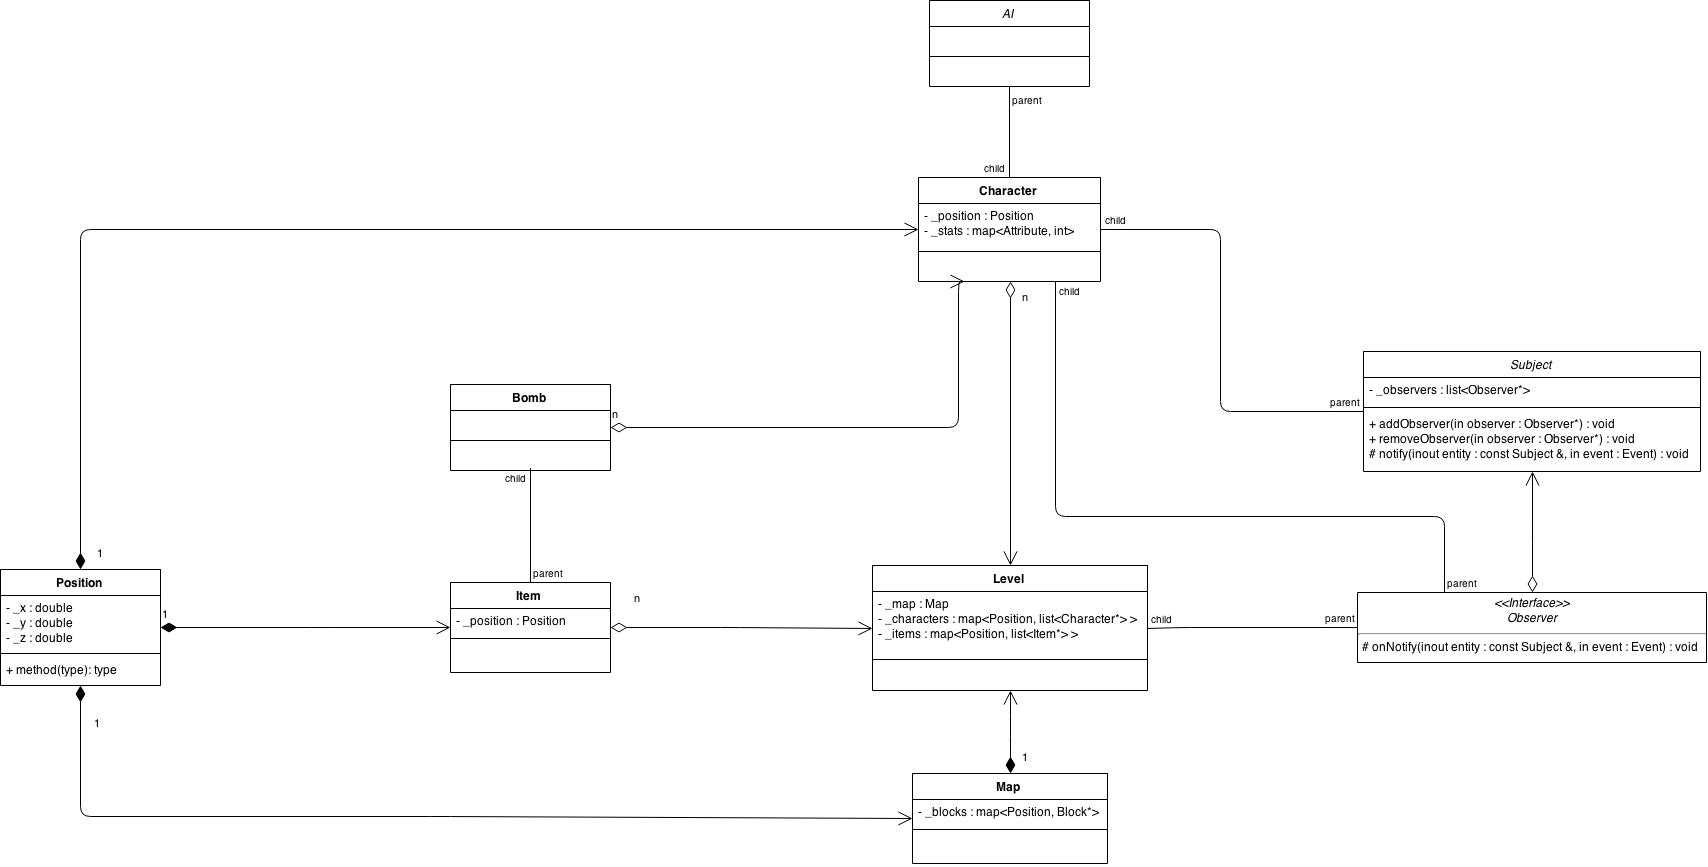 AI
parent
child
Character
- _position : Position
- _stats : map<Attribute, int>
child
n
child
Subject
- _observers : list<Observer*>
+ addObserver(in observer : Observer*) : void
+ removeObserver(in observer : Observer*) : void
# notify(inout entity : const Subject &, in event : Event) : void
parent
Bomb
n
child
parent
1
Position
- _x : double
- _y : double
- _z : double
+ method(type): type
1
1
Item
- _position : Position
n
Level
- _map : Map
- _characters : map<Position, list<Character*> >
- _items : map<Position, list<Item*> >
child
parent
parent
<<Interface>>
Observer
# onNotify(inout entity : const Subject &, in event : Event) : void
1
Map
- _blocks : map<Position, Block*>